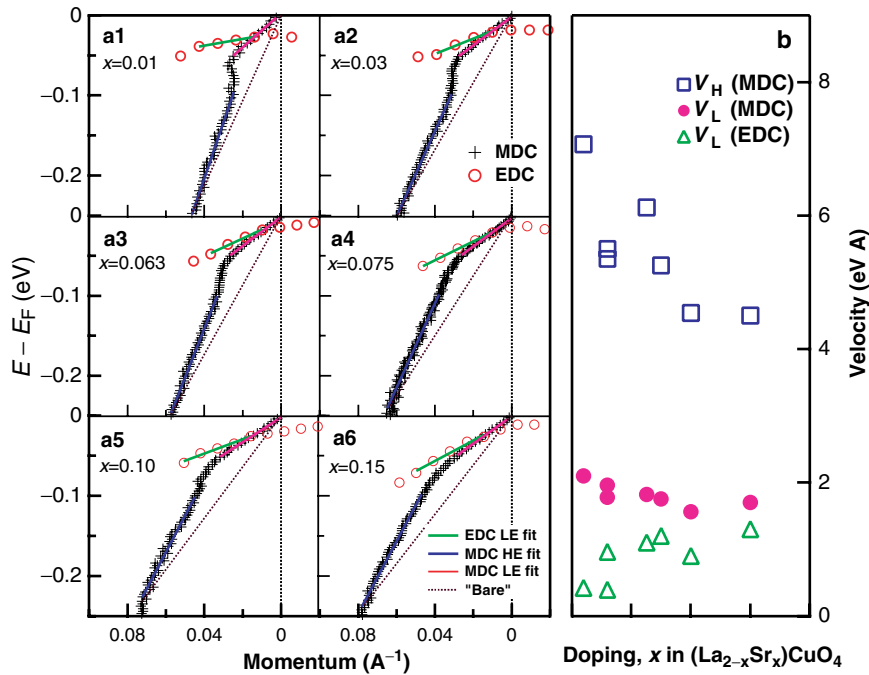 0
a1
x=0.01
−0.1
−0.2
0
a2
x=0.03
MDC
EDC
b
V_H (MDC)
V_L (MDC)
V_L (EDC)
8
6
4
2
0
Velocity (eV A)
E − E_F (eV)
a3
x=0.063
−0.1
−0.2
0
a4
x=0.075
a5
x=0.10
−0.1
−0.2
a6
x=0.15
EDC LE fit
MDC HE fit
MDC LE fit
"Bare"
0.08 0.04 0
0.08 0.04 0
Momentum (A⁻¹)
Doping, x in (La₂₋ₓSrₓ)CuO₄